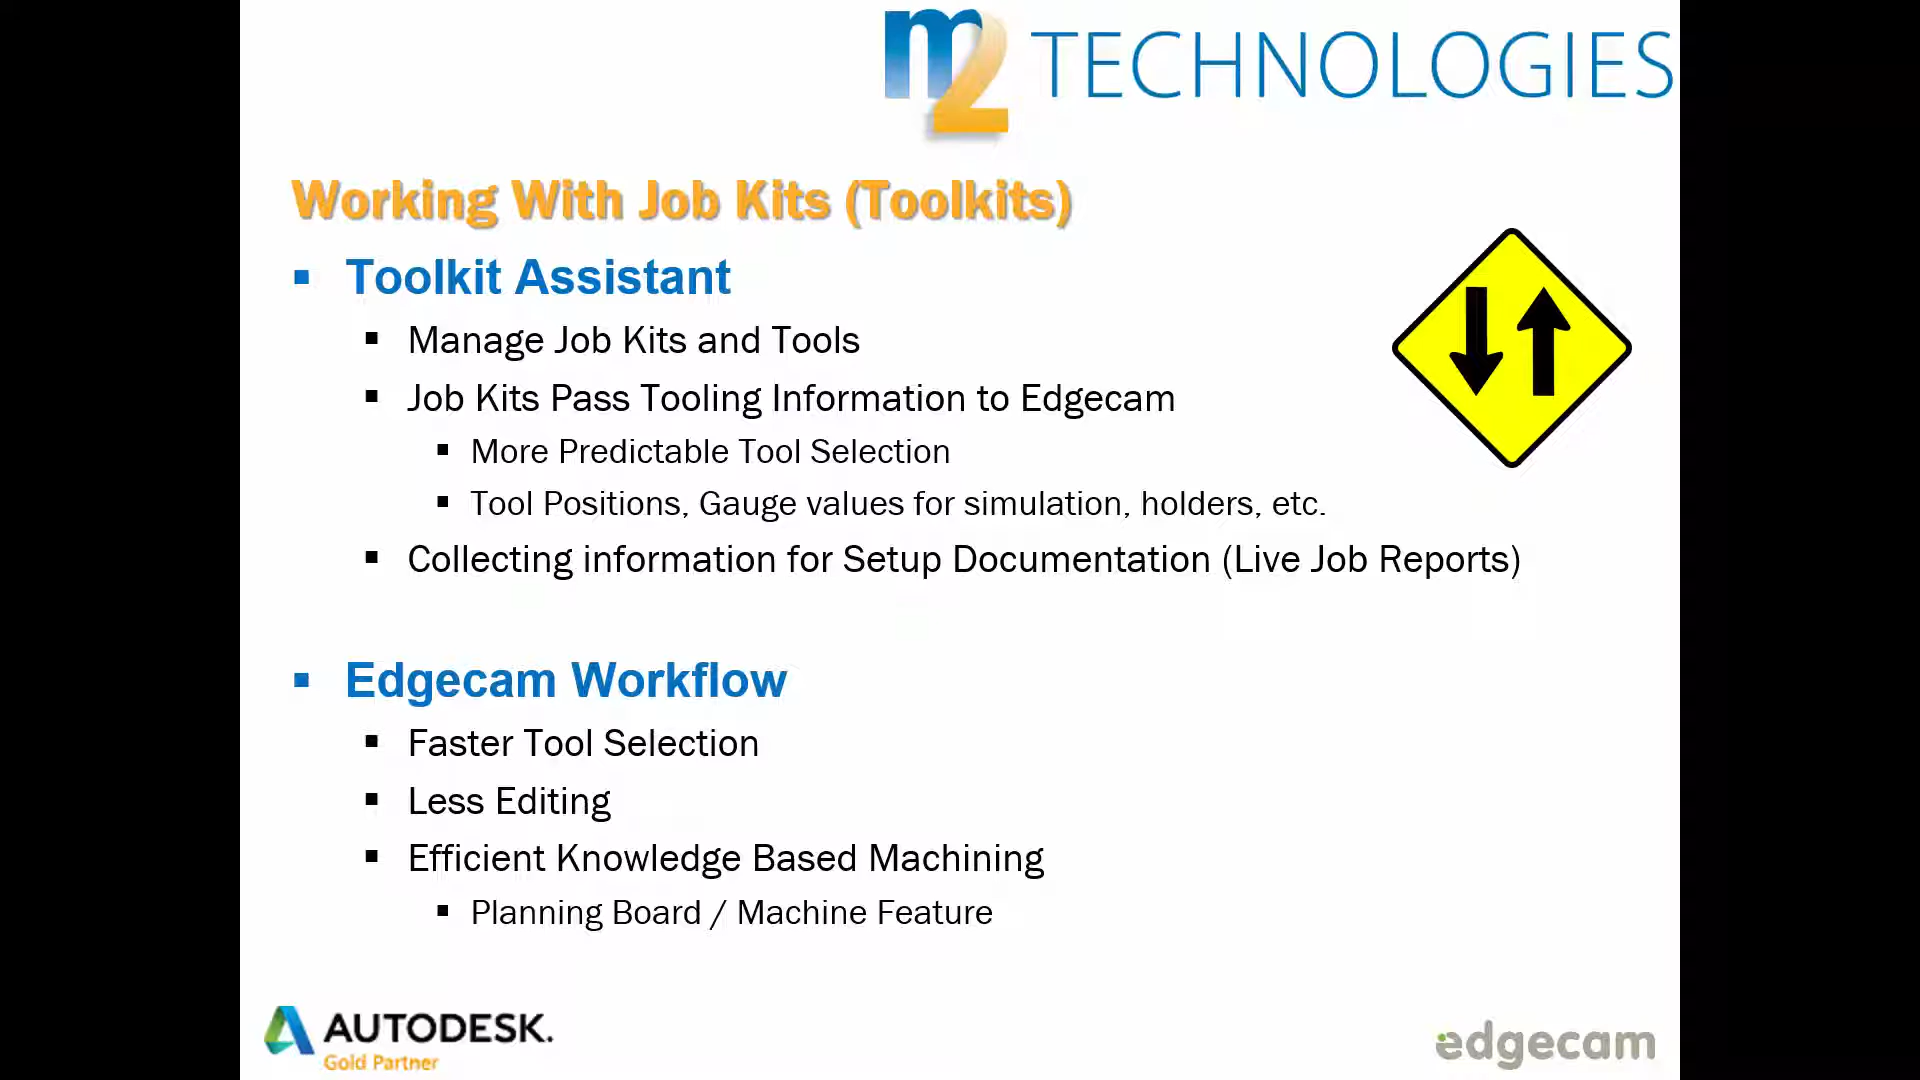 m2 TECHNOLOGIES
Working With Job Kits (Toolkits)
Toolkit Assistant
Manage Job Kits and Tools
Job Kits Pass Tooling Information to Edgecam
More Predictable Tool Selection
Tool Positions, Gauge values for simulation, holders, etc.
Collecting information for Setup Documentation (Live Job Reports)
Edgecam Workflow
Faster Tool Selection
Less Editing
Efficient Knowledge Based Machining
Planning Board / Machine Feature
AUTODESK.
Gold Partner
edgecam